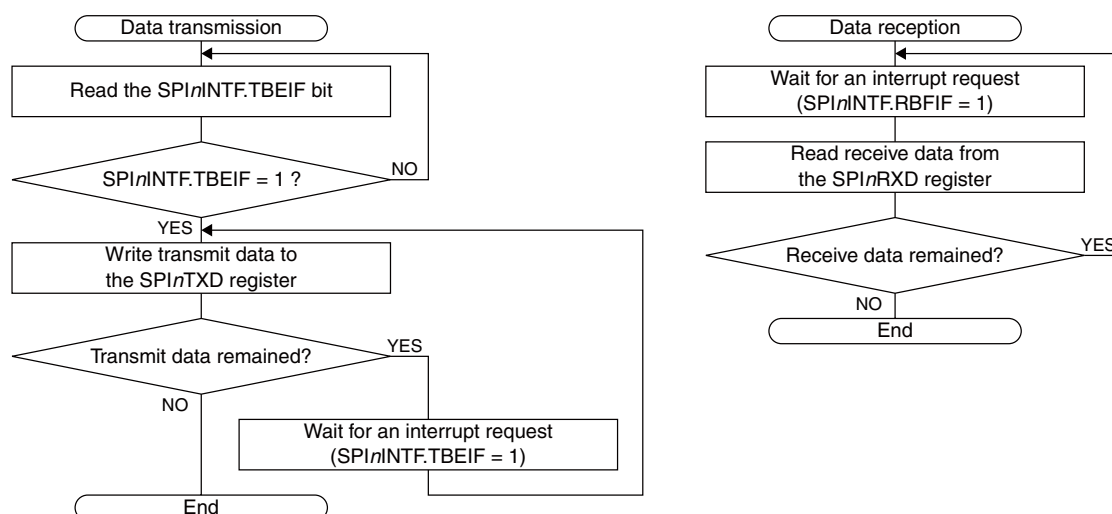 Data transmission
Read the SPInINTF.TBEIF bit
SPInINTF.TBEIF = 1 ?
NO
YES
Write transmit data to
the SPInTXD register
Transmit data remained?
YES
NO
Wait for an interrupt request
(SPInINTF.TBEIF = 1)
End
Data reception
Wait for an interrupt request
(SPInINTF.RBFIF = 1)
Read receive data from
the SPInRXD register
Receive data remained?
YES
NO
End